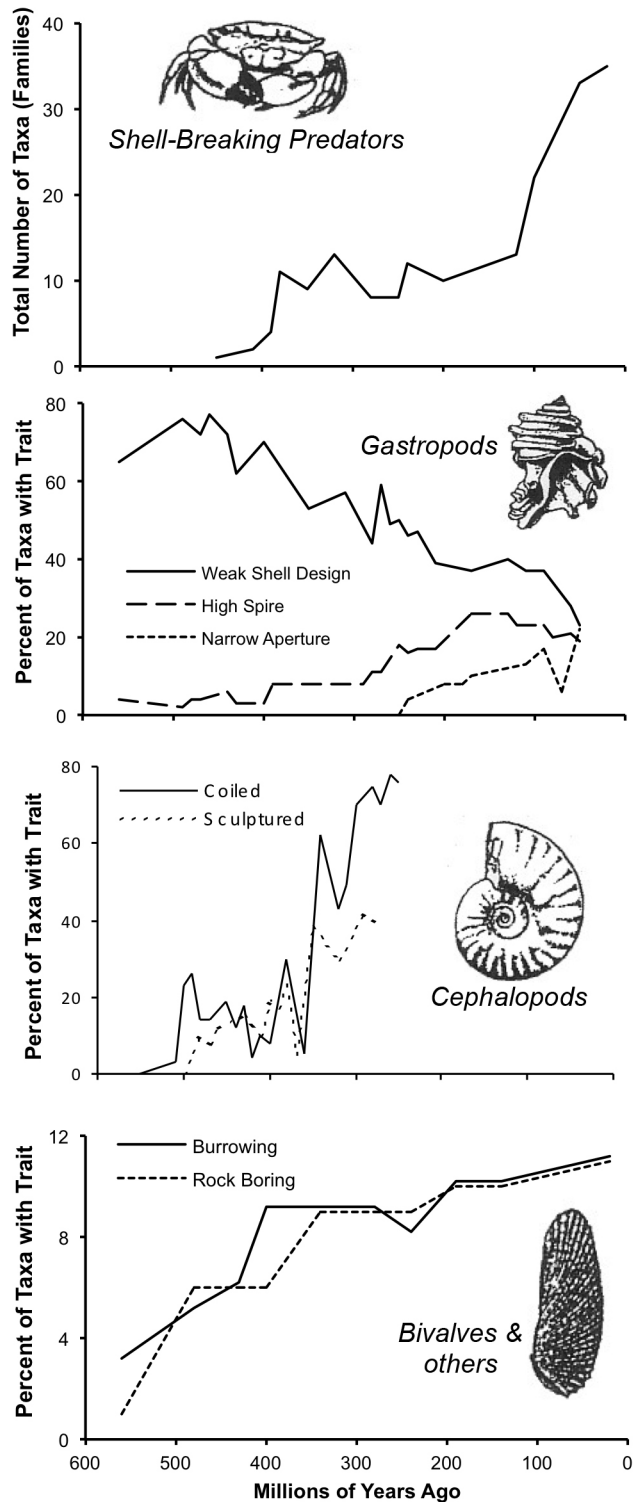 Total Number of Taxa (Families)
40
30
20
10
0
Shell-Breaking Predators
Percent of Taxa with Trait
80
60
40
20
0
Gastropods
Weak Shell Design
High Spire
Narrow Aperture
Percent of Taxa with Trait
80
60
40
20
0
Coiled
Sculptured
Cephalopods
Percent of Taxa with Trait
12
8
4
0
Burrowing
Rock Boring
Bivalves &
others
600 500 400 300 200 100 0
Millions of Years Ago